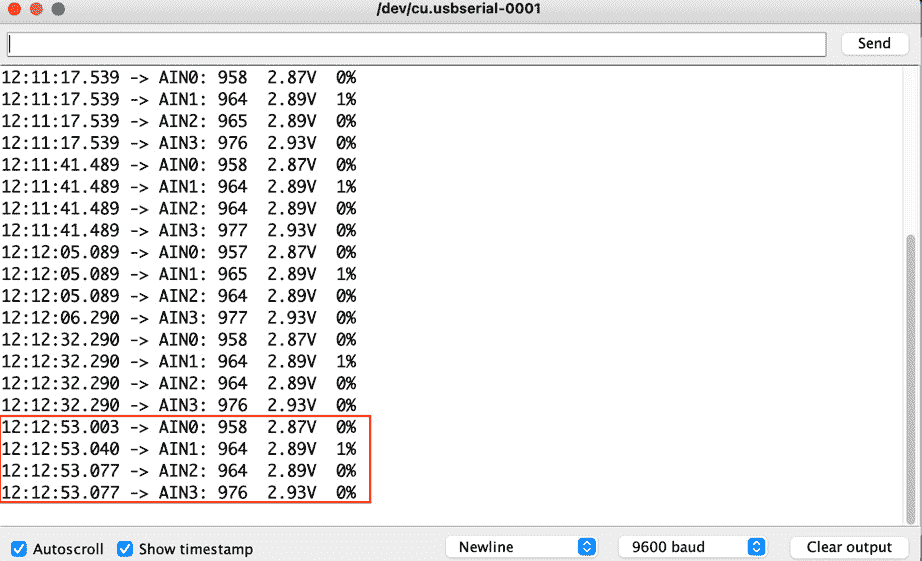 /dev/cu.usbserial-0001
Send
12:11:17.539 -> AIN0: 958  2.87V  0%
12:11:17.539 -> AIN1: 964  2.89V  1%
12:11:17.539 -> AIN2: 965  2.89V  0%
12:11:17.539 -> AIN3: 976  2.93V  0%
12:11:41.489 -> AIN0: 958  2.87V  0%
12:11:41.489 -> AIN1: 964  2.89V  1%
12:11:41.489 -> AIN2: 964  2.89V  0%
12:11:41.489 -> AIN3: 977  2.93V  0%
12:12:05.089 -> AIN0: 957  2.87V  0%
12:12:05.089 -> AIN1: 965  2.89V  1%
12:12:05.089 -> AIN2: 964  2.89V  0%
12:12:06.290 -> AIN3: 977  2.93V  0%
12:12:32.290 -> AIN0: 958  2.87V  0%
12:12:32.290 -> AIN1: 964  2.89V  1%
12:12:32.290 -> AIN2: 964  2.89V  0%
12:12:32.290 -> AIN3: 976  2.93V  0%
12:12:53.003 -> AIN0: 958  2.87V  0%
12:12:53.040 -> AIN1: 964  2.89V  1%
12:12:53.077 -> AIN2: 964  2.89V  0%
12:12:53.077 -> AIN3: 976  2.93V  0%
Autoscroll Show timestamp Newline 9600 baud Clear output